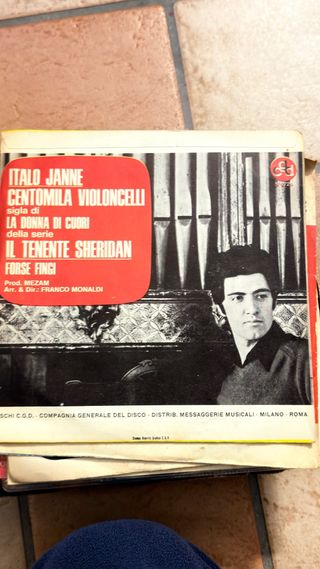 ITALO JANNE
CENTOMILA VIOLONCELLI
sigla di
LA DONNA DI CUORI
della serie
IL TENENTE SHERIDAN
FORSE FINGI
Prod. MEZAM
Arr. & Dir.: FRANCO MONALDI
SCHI C.G.D. - COMPAGNIA GENERALE DEL DISCO - DISTRIB. MESSAGGERIE MUSICALI - MILANO - ROMA